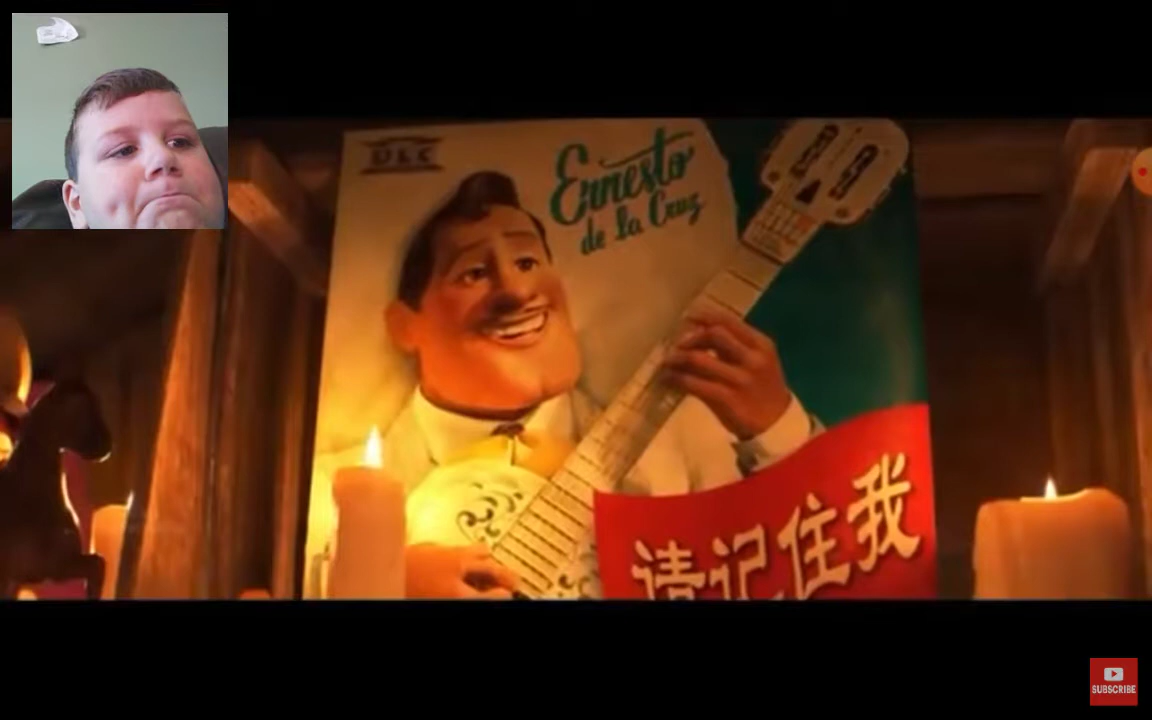 DLC
Ernesto
de la Cruz
请记住我
SUBSCRIBE